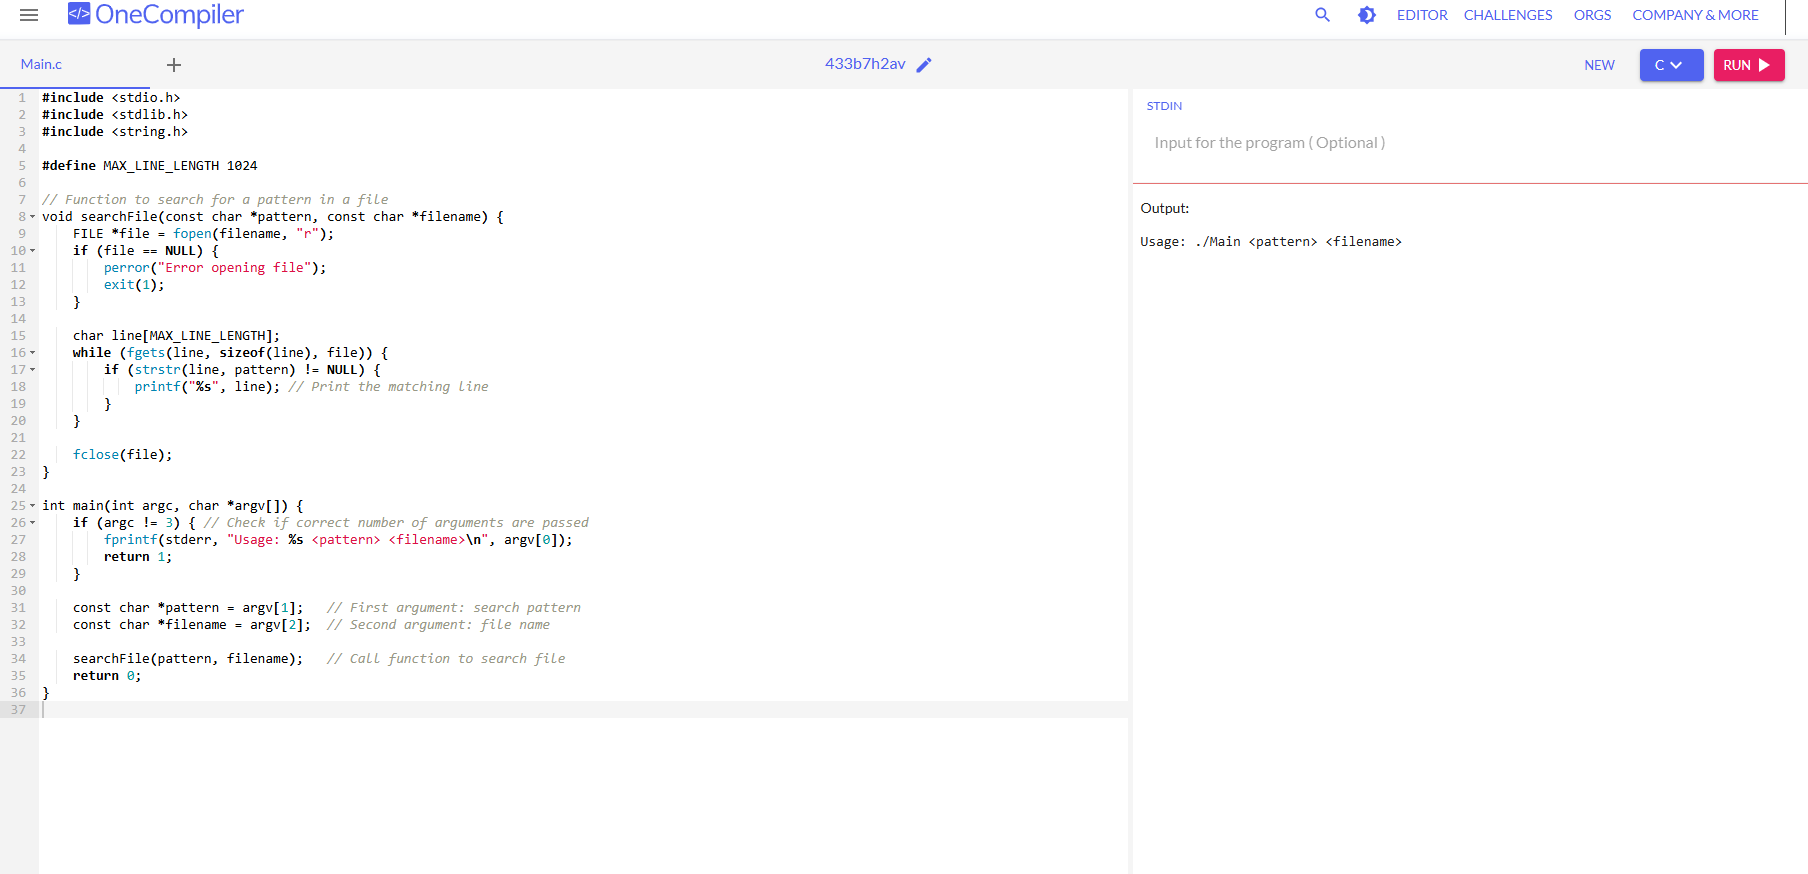 </> OneCompiler
EDITOR CHALLENGES ORGS COMPANY & MORE
Main.c + 433b7h2av NEW C RUN
1 #include <stdio.h>
2 #include <stdlib.h>
3 #include <string.h>
4
5 #define MAX_LINE_LENGTH 1024
6
7 // Function to search for a pattern in a file
8 void searchFile(const char *pattern, const char *filename) {
9     FILE *file = fopen(filename, "r");
10     if (file == NULL) {
11         perror("Error opening file");
12         exit(1);
13     }
14
15     char line[MAX_LINE_LENGTH];
16     while (fgets(line, sizeof(line), file)) {
17         if (strstr(line, pattern) != NULL) {
18             printf("%s", line); // Print the matching line
19         }
20     }
21
22     fclose(file);
23 }
24
25 int main(int argc, char *argv[]) {
26     if (argc != 3) { // Check if correct number of arguments are passed
27         fprintf(stderr, "Usage: %s <pattern> <filename>\n", argv[0]);
28         return 1;
29     }
30
31     const char *pattern = argv[1];   // First argument: search pattern
32     const char *filename = argv[2];  // Second argument: file name
33
34     searchFile(pattern, filename);   // Call function to search file
35     return 0;
36 }
37
STDIN
Input for the program ( Optional )
Output:
Usage: ./Main <pattern> <filename>